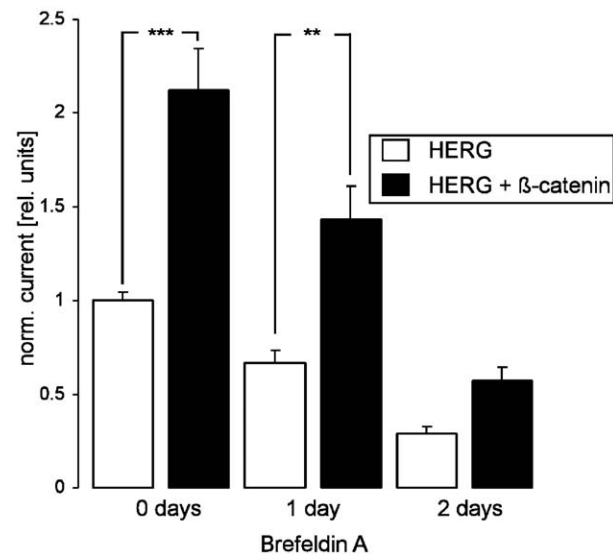 norm. current [rel. units]
2.5
2
1.5
1
0.5
0
***
**
HERG
HERG + ß-catenin
0 days
1 day
2 days
Brefeldin A